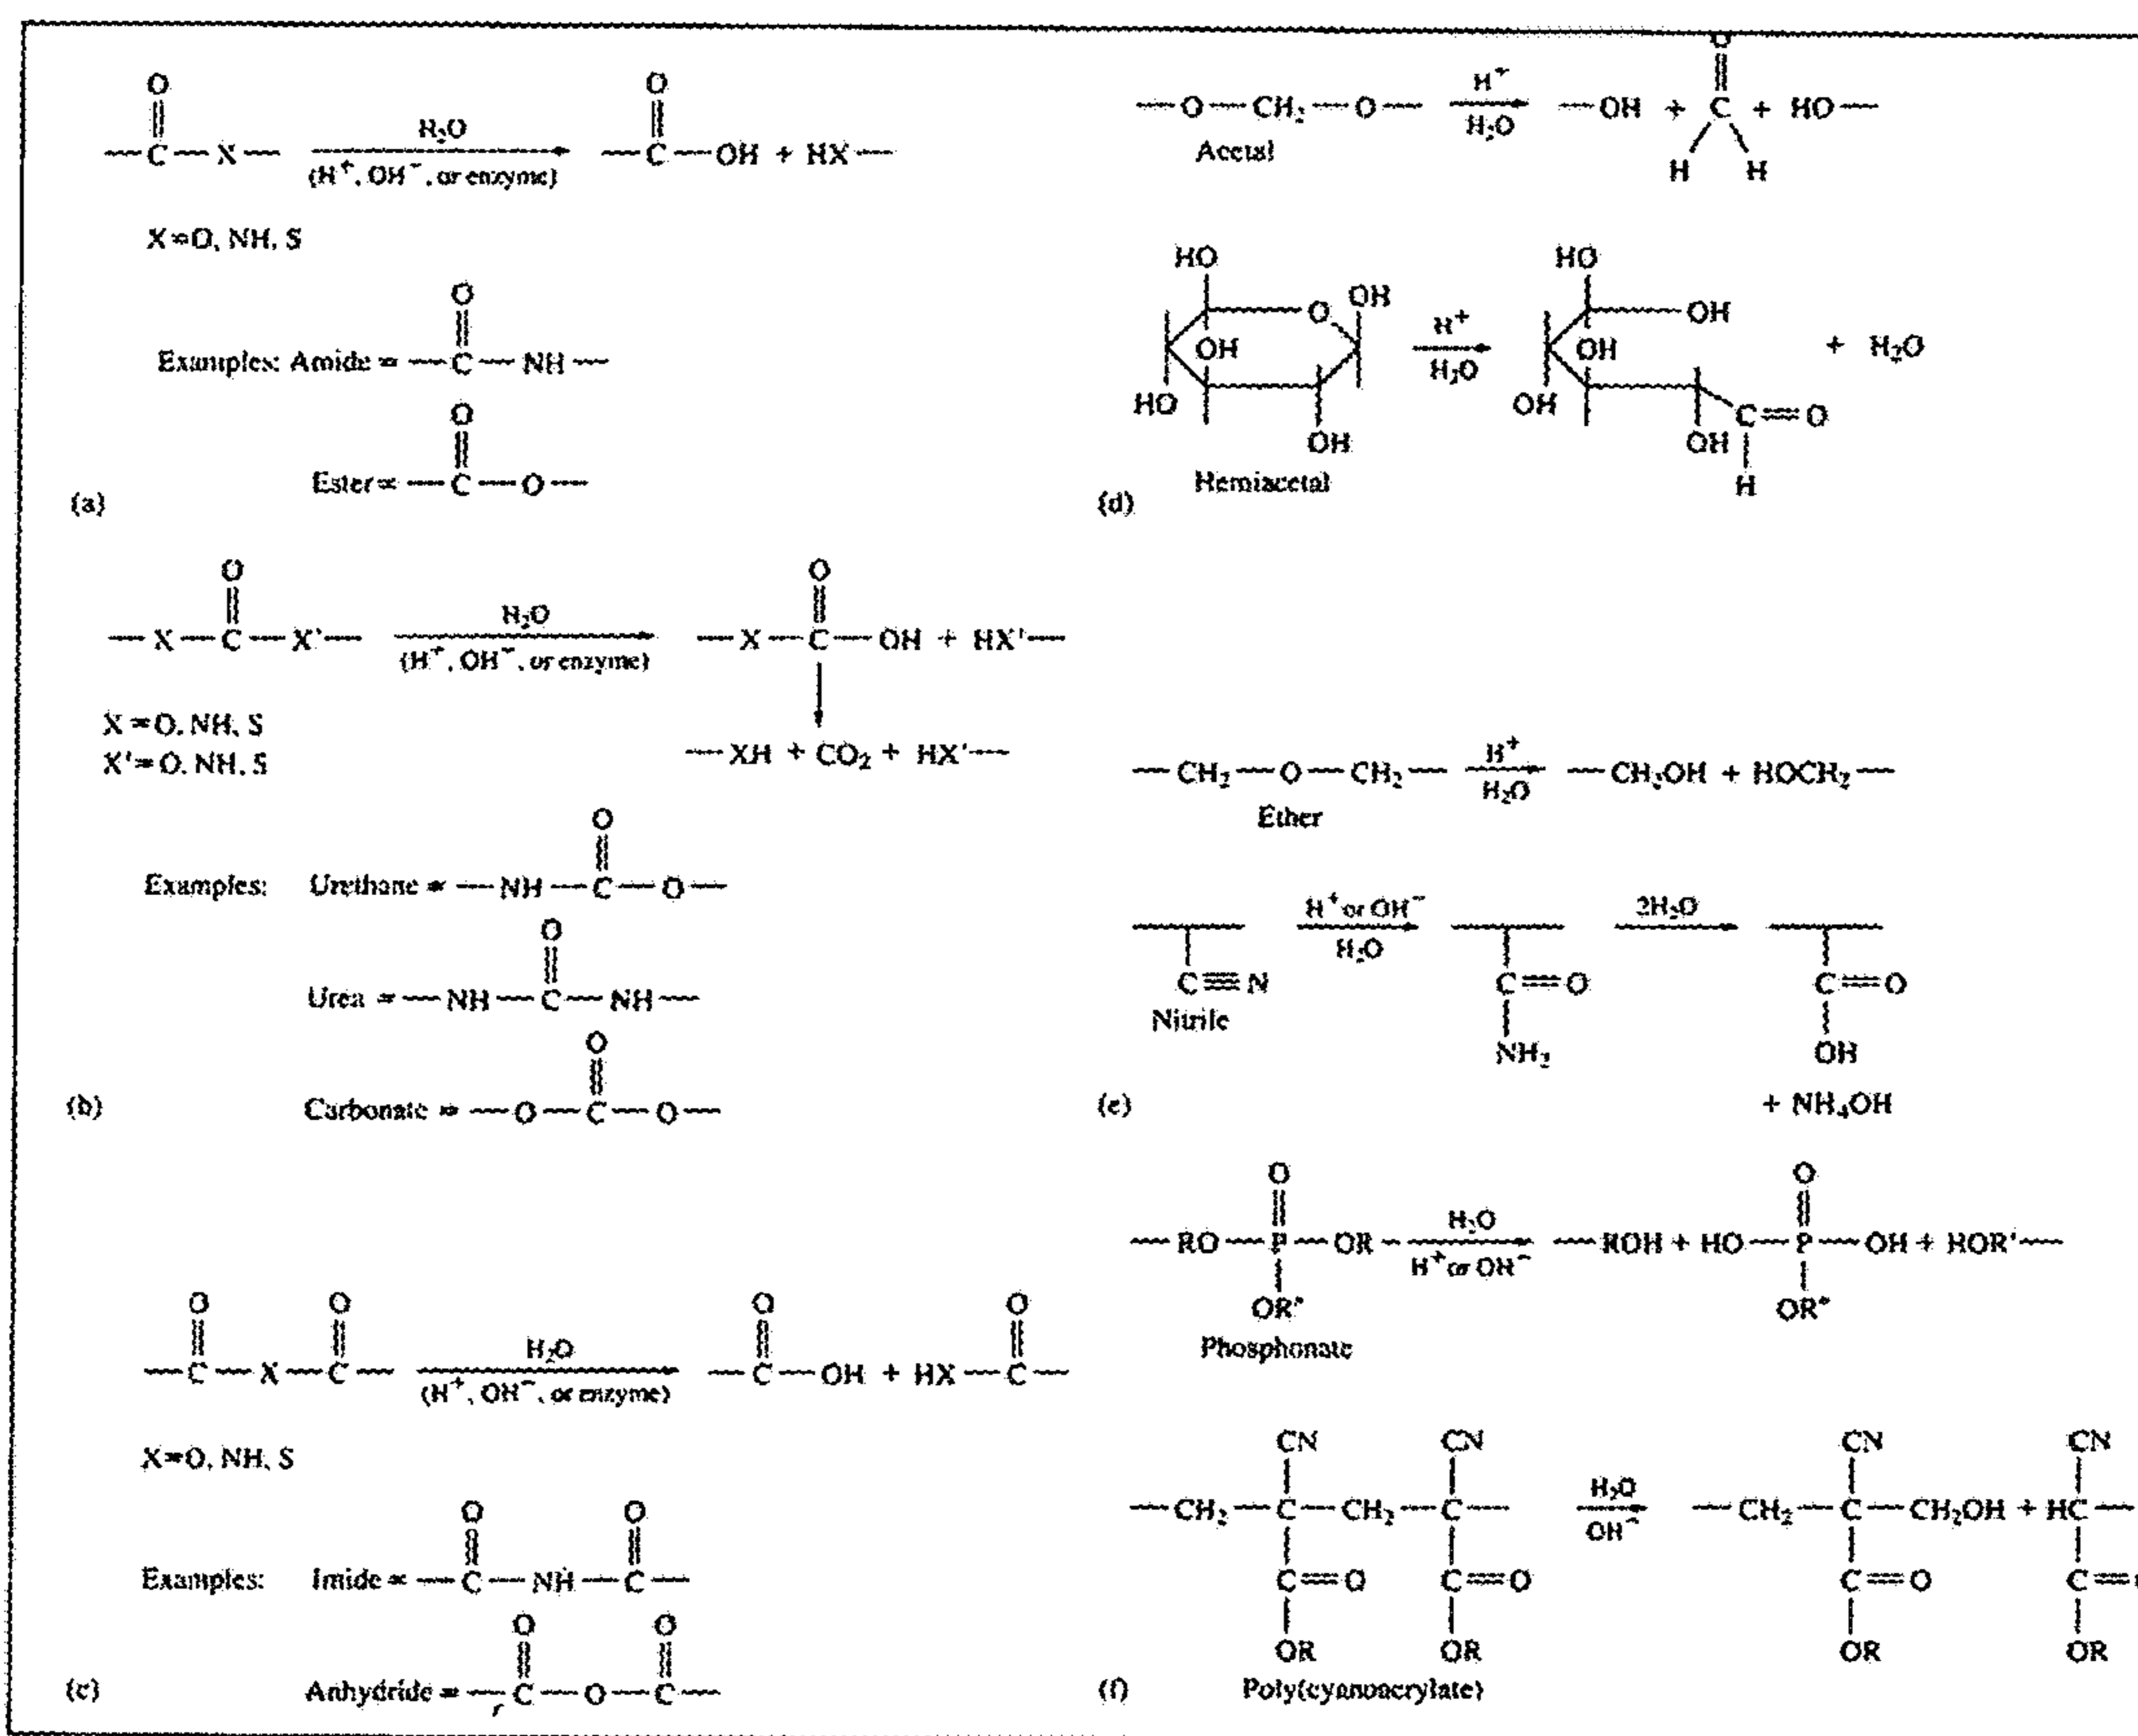 O O
—C—X— H₂O —C—OH + HX—
(H⁺, OH⁻, or enzyme)
X=O, NH, S
O
Examples: Amide = —C—NH—
O
Ester = —C—O—
(a)
O O
—X—C—X'— H₂O —X—C—OH + HX'—
(H⁺, OH⁻, or enzyme)
X = O, NH, S
X' = O, NH, S
—XH + CO₂ + HX'—
O
Examples: Urethane = —NH—C—O—
O
Urea = —NH—C—NH—
O
(b) Carbonate = —O—C—O—
O O O O
—C—X—C— H₂O —C—OH + HX—C—
(H⁺, OH⁻, or enzyme)
X=O, NH, S
O O
Examples: Imide = —C—NH—C—
O O
(c) Anhydride = —C—O—C—
O
—O—CH₂—O— H⁺ —OH + C + HO—
H₂O
Acetal H H
HO HO
O OH OH
OH H⁺ OH + H₂O
H₂O
HO OH C=O
OH OH
Hemiacetal H
(d)
—CH₂—O—CH₂— H⁺ —CH₂OH + HOCH₂—
H₂O
Ether
H⁺ or OH⁻ 2H₂O
H₂O
C≡N C=O C=O
Nitrile
NH₂ OH
(e) + NH₄OH
O O
—RO—P—OR— H₂O —ROH + HO—P—OH + HOR'—
H⁺ or OH⁻
OR" OR"
Phosphonate
CN CN CN CN
—CH₂—C—CH₂—C— H₂O —CH₂—C—CH₂OH + HC—
OH⁻
C=O C=O C=O C=
OR OR OR OR
(f) Poly(cyanoacrylate)